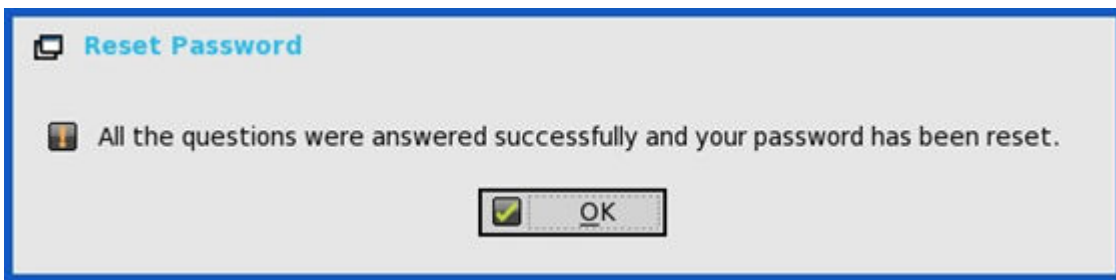 Reset Password
All the questions were answered successfully and your password has been reset.
OK